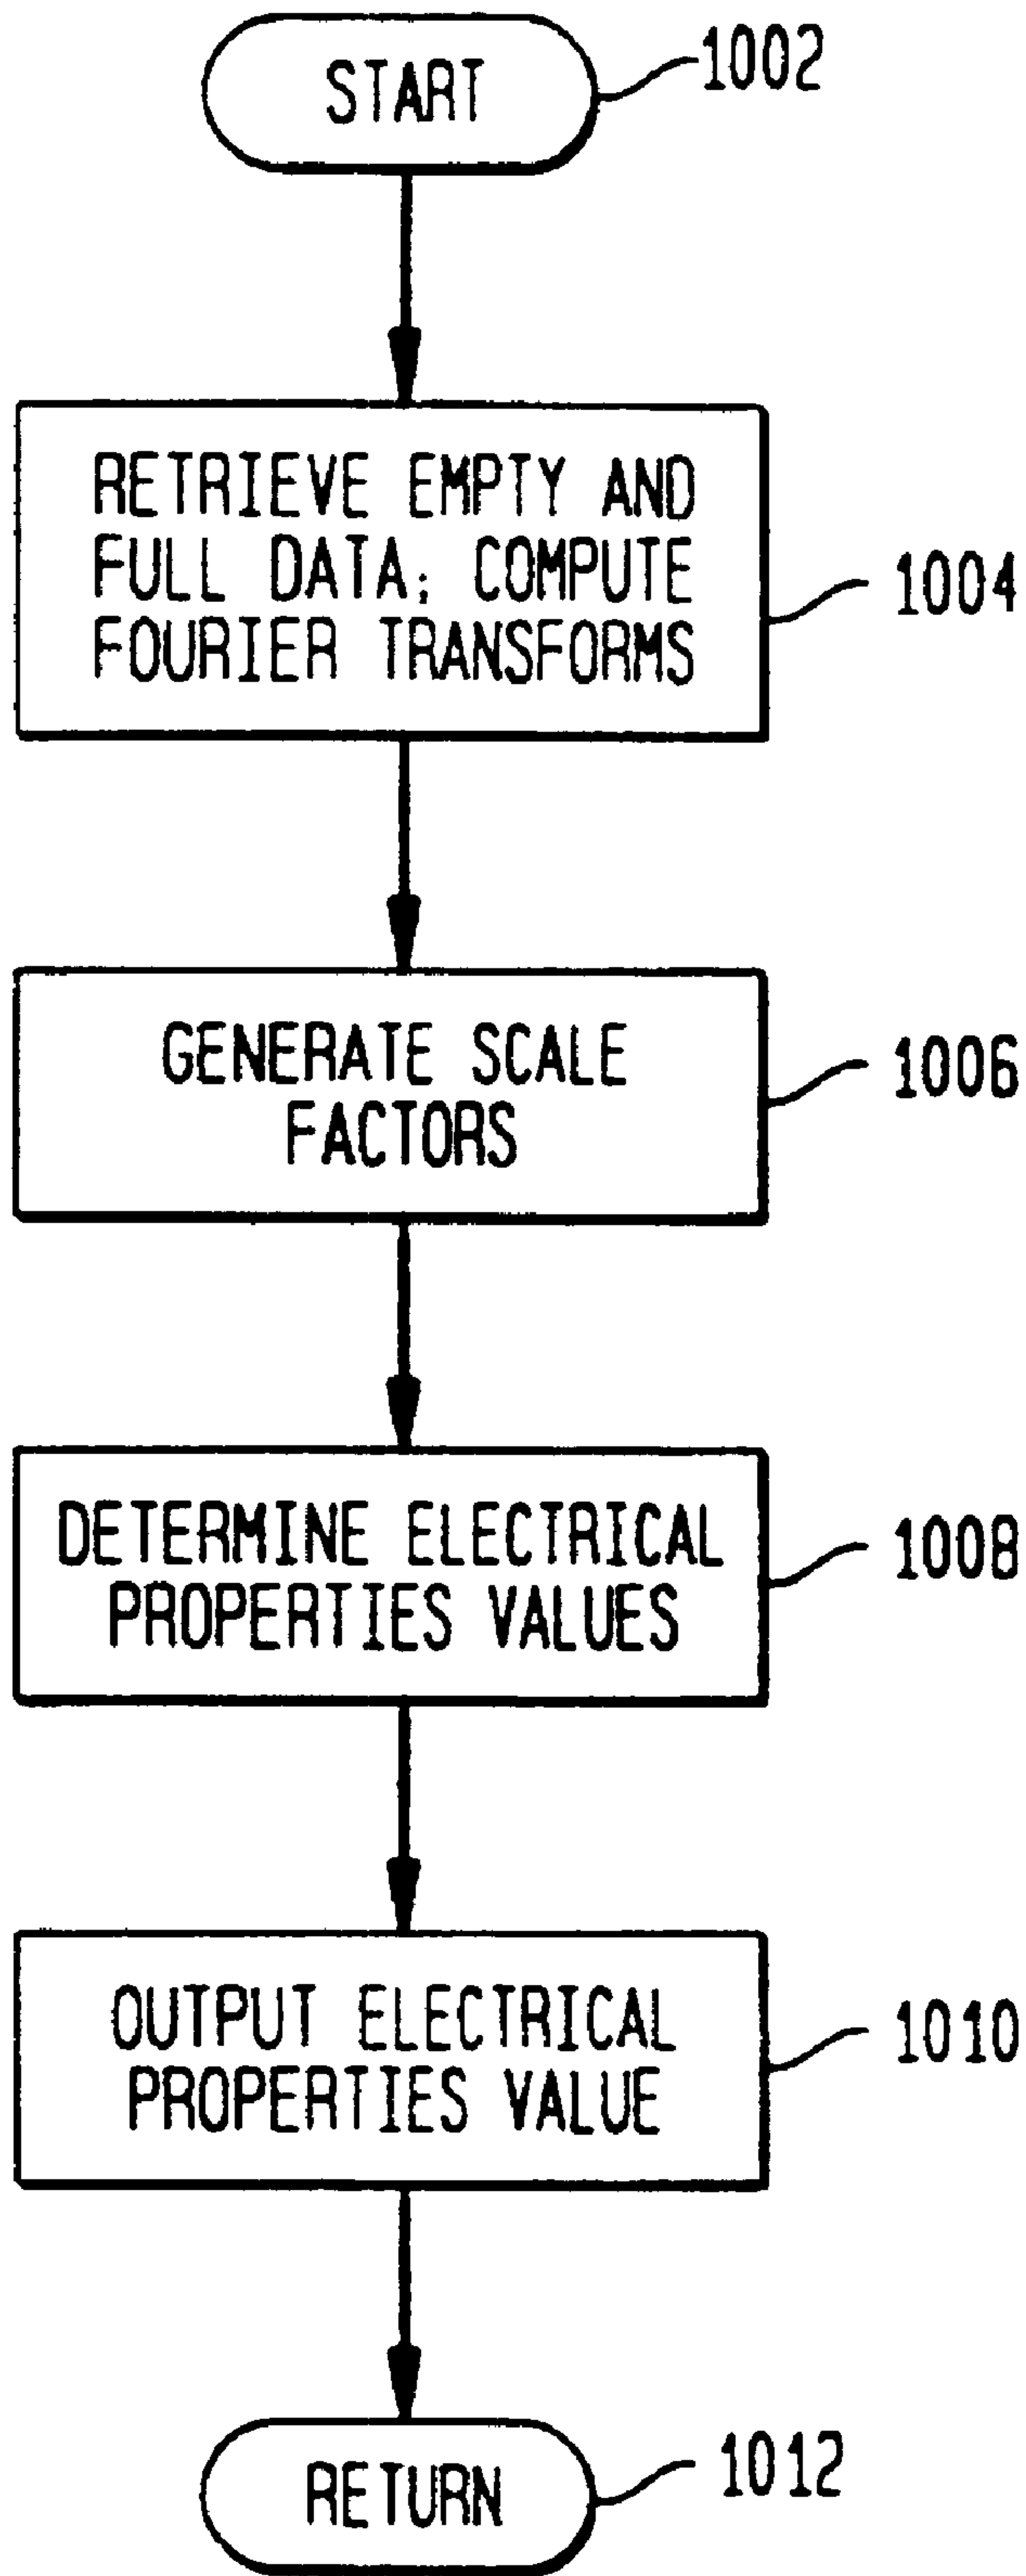 START
1002
RETRIEVE EMPTY AND
FULL DATA; COMPUTE
FOURIER TRANSFORMS
1004
GENERATE SCALE
FACTORS
1006
DETERMINE ELECTRICAL
PROPERTIES VALUES
1008
OUTPUT ELECTRICAL
PROPERTIES VALUE
1010
RETURN
1012